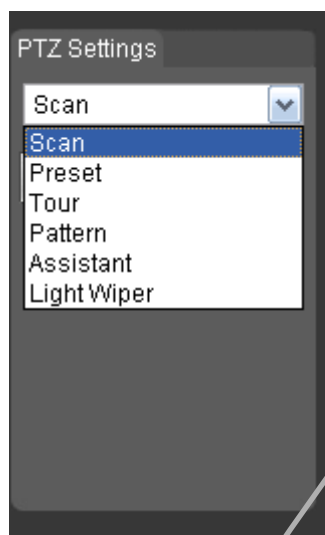 PTZ Settings
Scan
Scan
Preset
Tour
Pattern
Assistant
Light Wiper